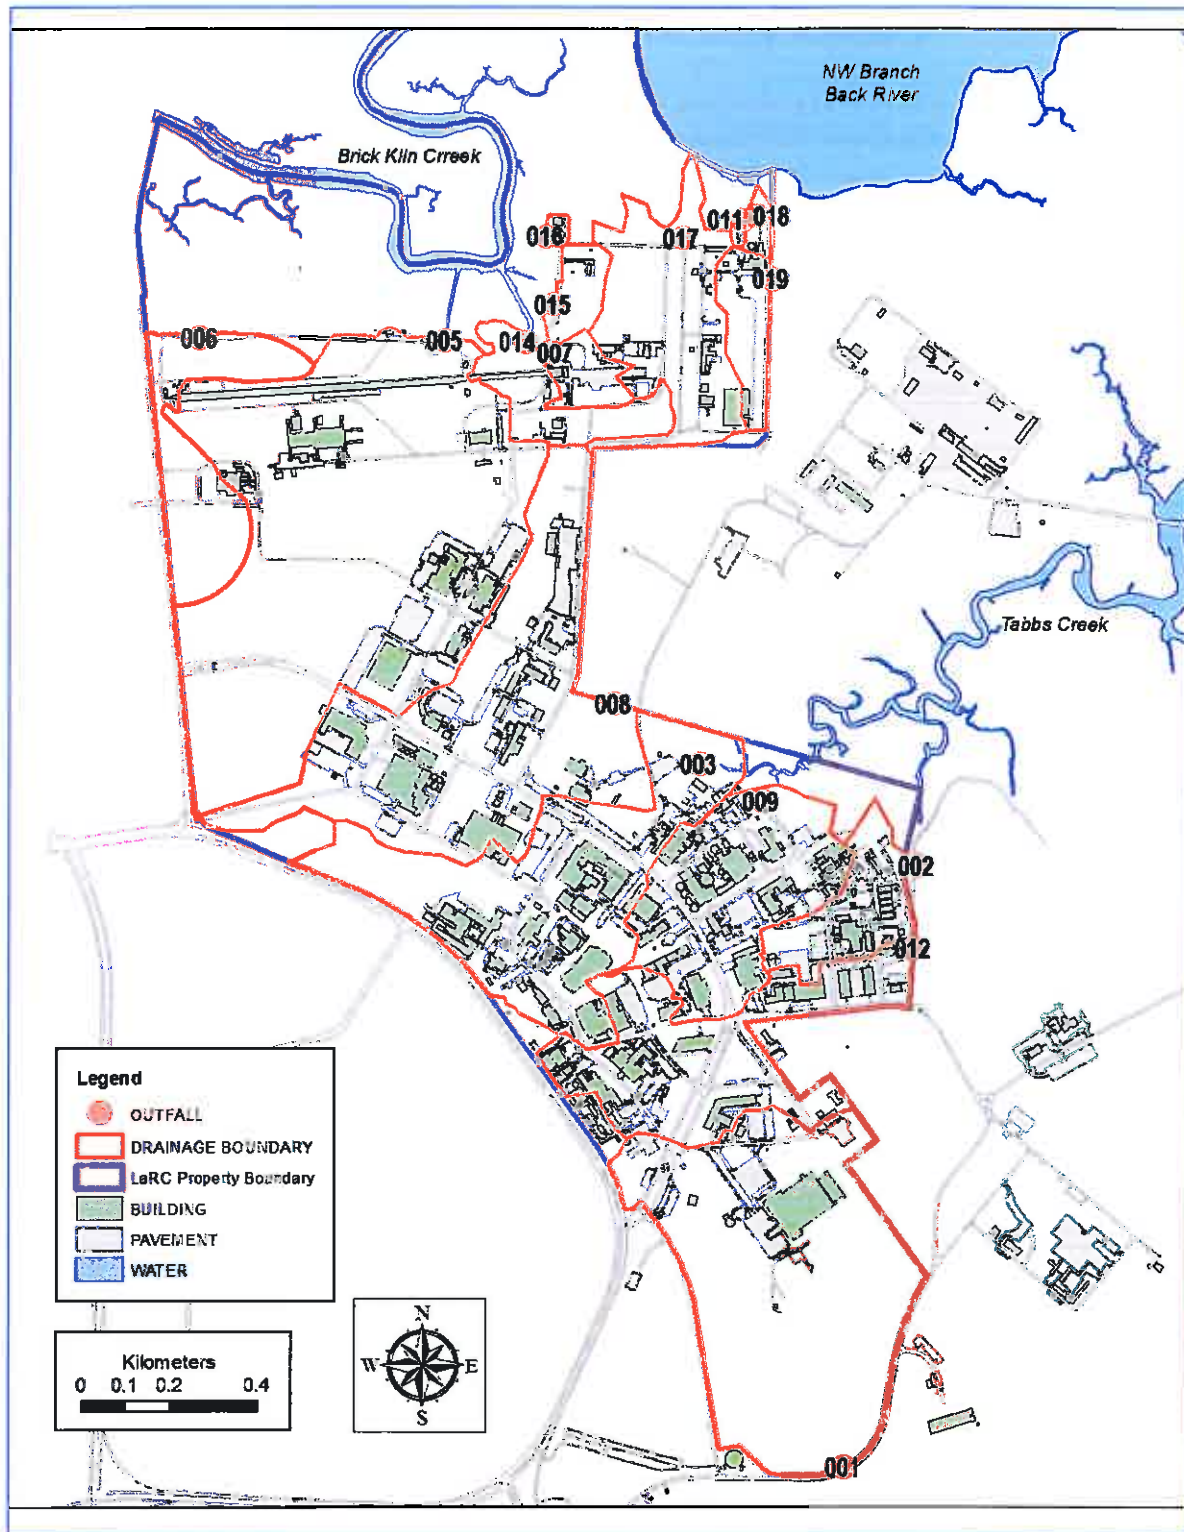 NW Branch
Back River
Brick Kiln Crreek
016
017
011
018
019
015
006
005
014
007
Tabbs Creek
008
003
009
002
012
Legend
OUTFALL
DRAINAGE BOUNDARY
LaRC Property Boundary
BUILDING
PAVEMENT
WATER
N
W
E
S
Kilometers
0 0.1 0.2 0.4
001